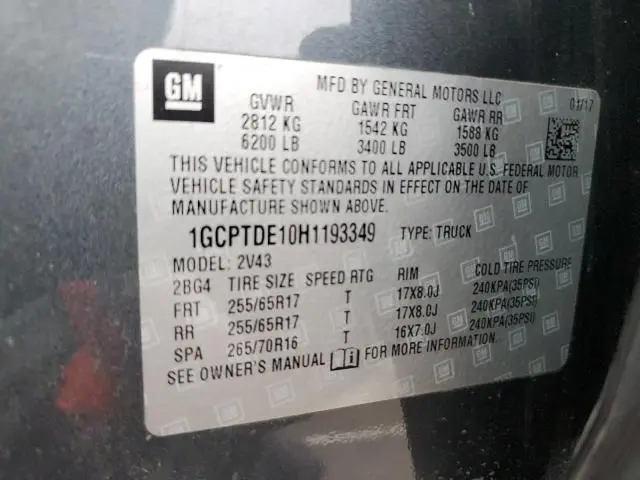 GM
MFD BY GENERAL MOTORS LLC
01/17
GVWR GAWR FRT GAWR RR
2812 KG 1542 KG 1588 KG
6200 LB 3400 LB 3500 LB
THIS VEHICLE CONFORMS TO ALL APPLICABLE U.S. FEDERAL MOTOR
VEHICLE SAFETY STANDARDS IN EFFECT ON THE DATE OF
MANUFACTURE SHOWN ABOVE.
1GCPTDE10H1193349 TYPE: TRUCK
MODEL: 2V43
2BG4 TIRE SIZE SPEED RTG RIM COLD TIRE PRESSURE
FRT 255/65R17 T 17X8.0J 240KPA(35PSI)
RR 255/65R17 T 17X8.0J 240KPA(35PSI)
SPA 265/70R16 T 16X7.0J 240KPA(35PSI)
SEE OWNER'S MANUAL FOR MORE INFORMATION.